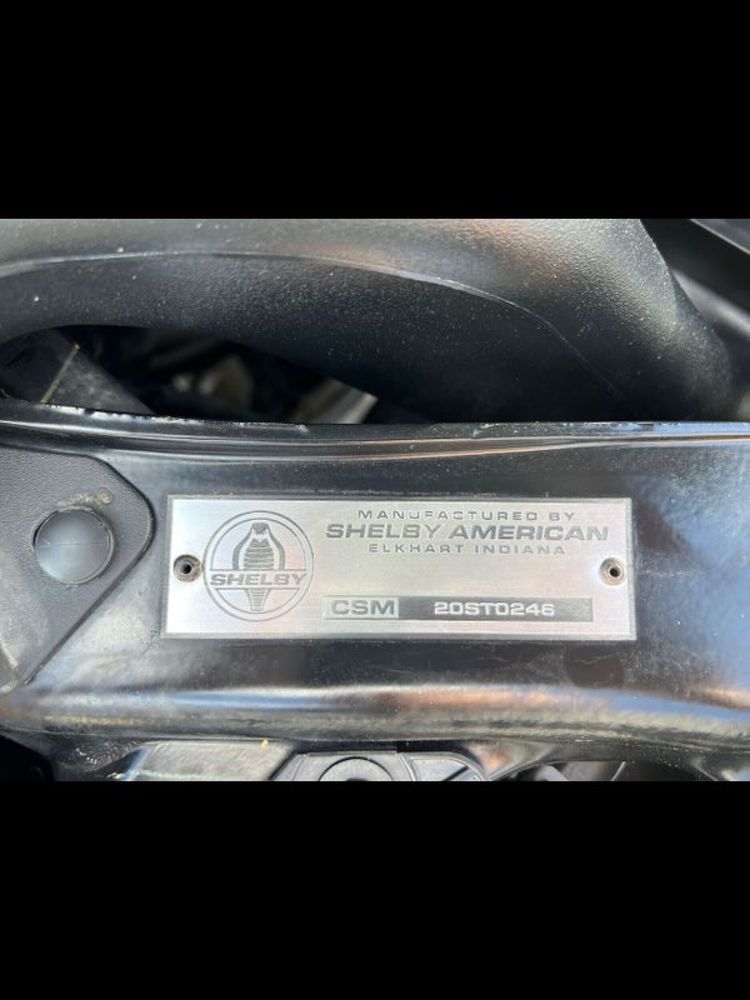 MANUFACTURED BY
SHELBY AMERICAN
ELKHART INDIANA
SHELBY
CSM 20ST0246